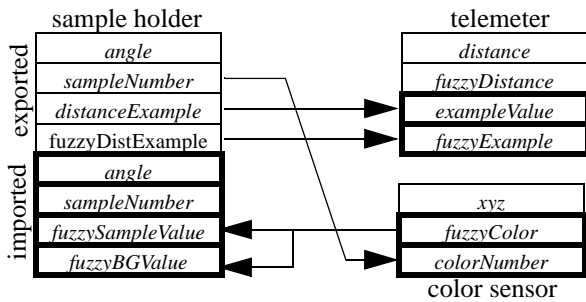 sample holder
exported
angle
sampleNumber
distanceExample
fuzzyDistExample
imported
angle
sampleNumber
fuzzySampleValue
fuzzyBGValue
telemeter
distance
fuzzyDistance
exampleValue
fuzzyExample
xyz
fuzzyColor
colorNumber
color sensor